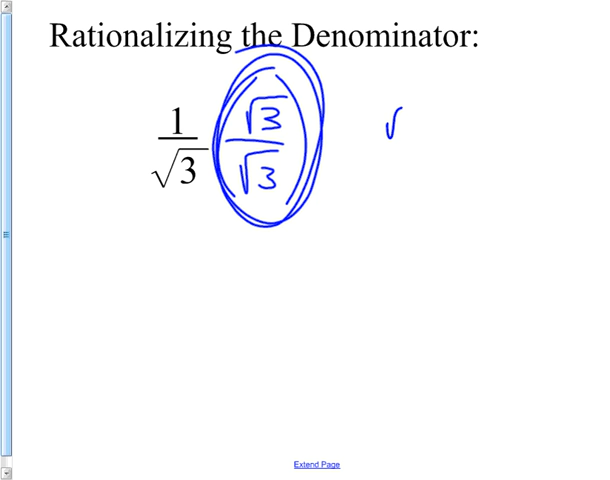 Rationalizing the Denominator:
1 √3
√3 √3
√
Extend Page